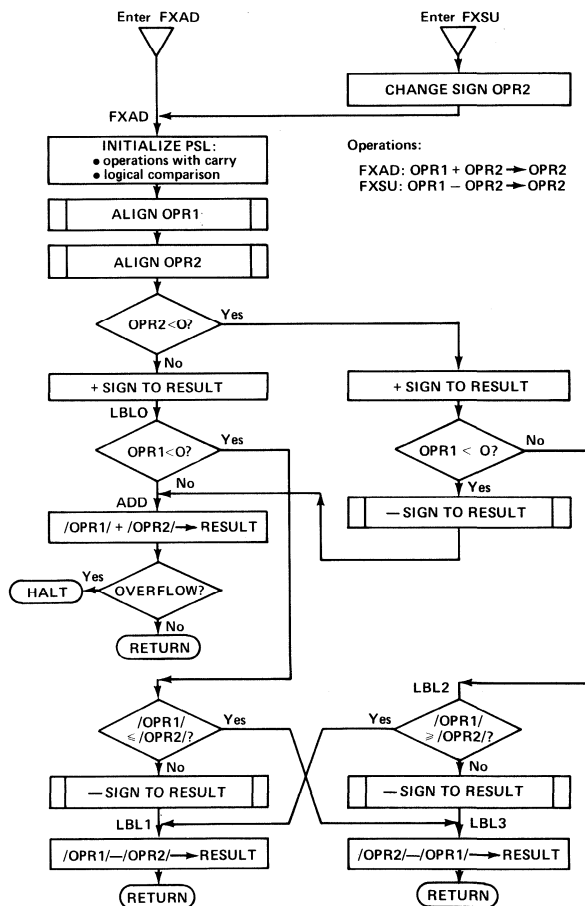 Enter FXAD
Enter FXSU
CHANGE SIGN OPR2
FXAD
INITIALIZE PSL:
• operations with carry
• logical comparison
Operations:
FXAD: OPR1 + OPR2 → OPR2
FXSU: OPR1 − OPR2 → OPR2
ALIGN OPR1
ALIGN OPR2
OPR2<O?
Yes
No
+ SIGN TO RESULT
+ SIGN TO RESULT
LBLO
OPR1<O?
Yes
OPR1 < O?
No
No
Yes
ADD
— SIGN TO RESULT
/OPR1/ + /OPR2/→ RESULT
Yes
HALT
OVERFLOW?
No
RETURN
LBL2
/OPR1/
≤ /OPR2/?
Yes
Yes
/OPR1/
≥ /OPR2/?
No
No
— SIGN TO RESULT
— SIGN TO RESULT
LBL1
LBL3
/OPR1/—/OPR2/→ RESULT
/OPR2/—/OPR1/→ RESULT
RETURN
RETURN